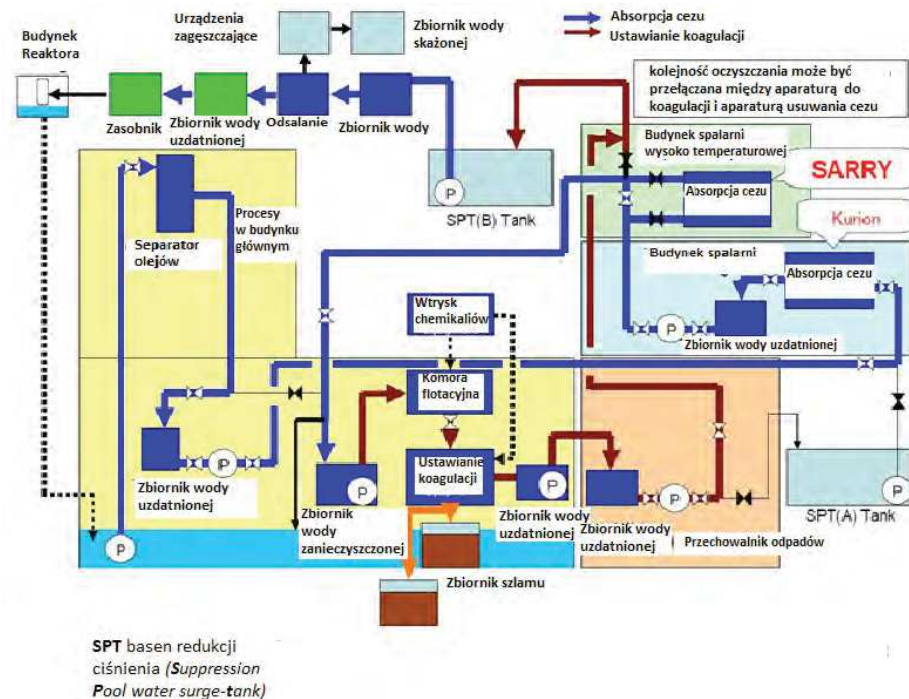 Urządzenia
zagęszczające
Zbiornik wody
skażonej
Absorpcja cezu
Ustawianie koagulacji
Budynek
Reaktora
kolejność oczyszczania może być
przełączana między aparaturą do
koagulacji i aparaturą usuwania cezu
Zasobnik
Zbiornik wody
uzdatnionej
Odsalanie
Zbiornik wody
Budynek spalarni
wysoko temperaturowej
SARRY
Absorpcja cezu
P
SPT(B) Tank
Kurion
Procesy
w budynku
głównym
Separator
olejów
Budynek spalarni
Absorpcja cezu
Wtrysk
chemikaliów
P
Zbiornik wody
uzdatnionej
Komora
flotacyjna
Ustawianie
koagulacji
P
P
P
P
P
Zbiornik wody
uzdatnionej
Zbiornik
wody
zanieczyszczonej
Zbiornik wody
uzdatnionej
Zbiornik wody
uzdatnionej
SPT(A) Tank
Przechowalnik odpadów
P
Zbiornik szlamu
SPT basen redukcji
ciśnienia (Suppression
Pool water surge-tank)